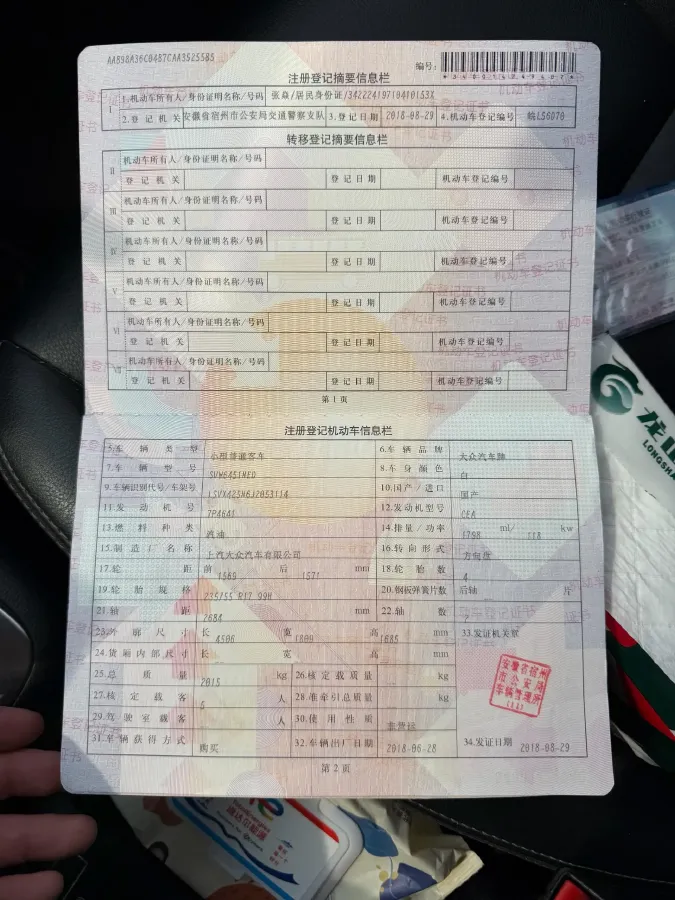 AAB98A36C04B7CAA3525585
编号:
注册登记摘要信息栏
I 1.机动车所有人/身份证明名称/号码 张焱/居民身份证/34222419710410153X
2.登记机关 安徽省宿州市公安局交通警察支队 3.登记日期 2018-08-29 4.机动车登记编号 皖LS6070
转移登记摘要信息栏
II 机动车所有人/身份证明名称/号码
登记机关 登记日期 机动车登记编号
III 机动车所有人/身份证明名称/号码
登记机关 登记日期 机动车登记编号
IV 机动车所有人/身份证明名称/号码
登记机关 登记日期 机动车登记编号
V 机动车所有人/身份证明名称/号码
登记机关 登记日期 机动车登记编号
VI 机动车所有人/身份证明名称/号码
登记机关 登记日期 机动车登记编号
VII 机动车所有人/身份证明名称/号码
登记机关 登记日期 机动车登记编号
第1页
注册登记机动车信息栏
5.车辆类型 小型普通客车 6.车辆品牌 大众汽车牌
7.车辆型号 SVW6451NED 8.车身颜色 白
9.车辆识别代号/车架号 LSVX425N6J2053114 10.国产/进口 国产
11.发动机号 12.发动机型号 CEA
13.燃料种类 汽油 14.排量/功率 1798 ml/ 118 kw
15.制造厂名称 上汽大众汽车有限公司 16.转向形式 方向盘
17.轮距 前 1569 后 1571 mm 18.轮胎数 4
19.轮胎规格 215/55 R17 99H 20.钢板弹簧片数 后轴 片
21.轴距 2684 mm 22.轴数 2
23.外廓尺寸 长 4506 宽 1809 高 1685 mm 33.发证机关章
24.货厢内部尺寸 长 宽 高 mm
25.总质量 2015 kg 26.核定载质量 kg
27.核定载客 5 人 28.准牵引总质量 kg
29.驾驶室载客 人 30.使用性质 非营运
31.车辆获得方式 购买 32.车辆出厂日期 2018-06-28 34.发证日期 2018-08-29
安徽省宿州
市公安局
车辆管理所
(11)
第2页